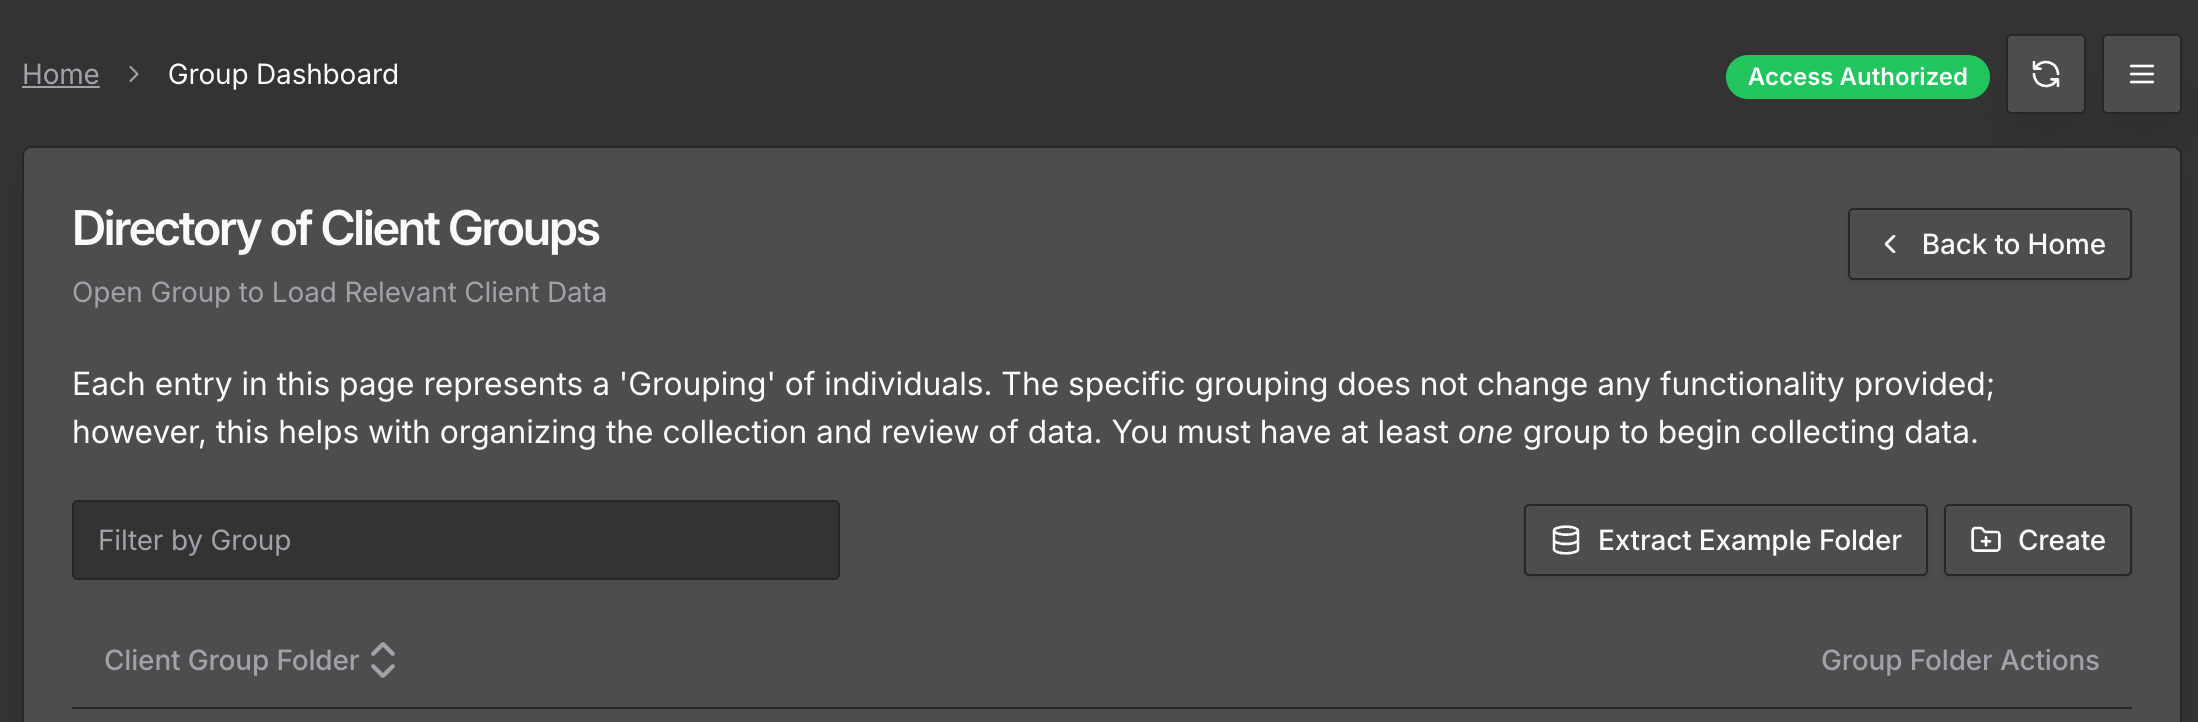 Home > Group Dashboard
Access Authorized
Directory of Client Groups
Back to Home
Open Group to Load Relevant Client Data
Each entry in this page represents a 'Grouping' of individuals. The specific grouping does not change any functionality provided;
however, this helps with organizing the collection and review of data. You must have at least one group to begin collecting data.
Filter by Group
Extract Example Folder
Create
Client Group Folder
Group Folder Actions